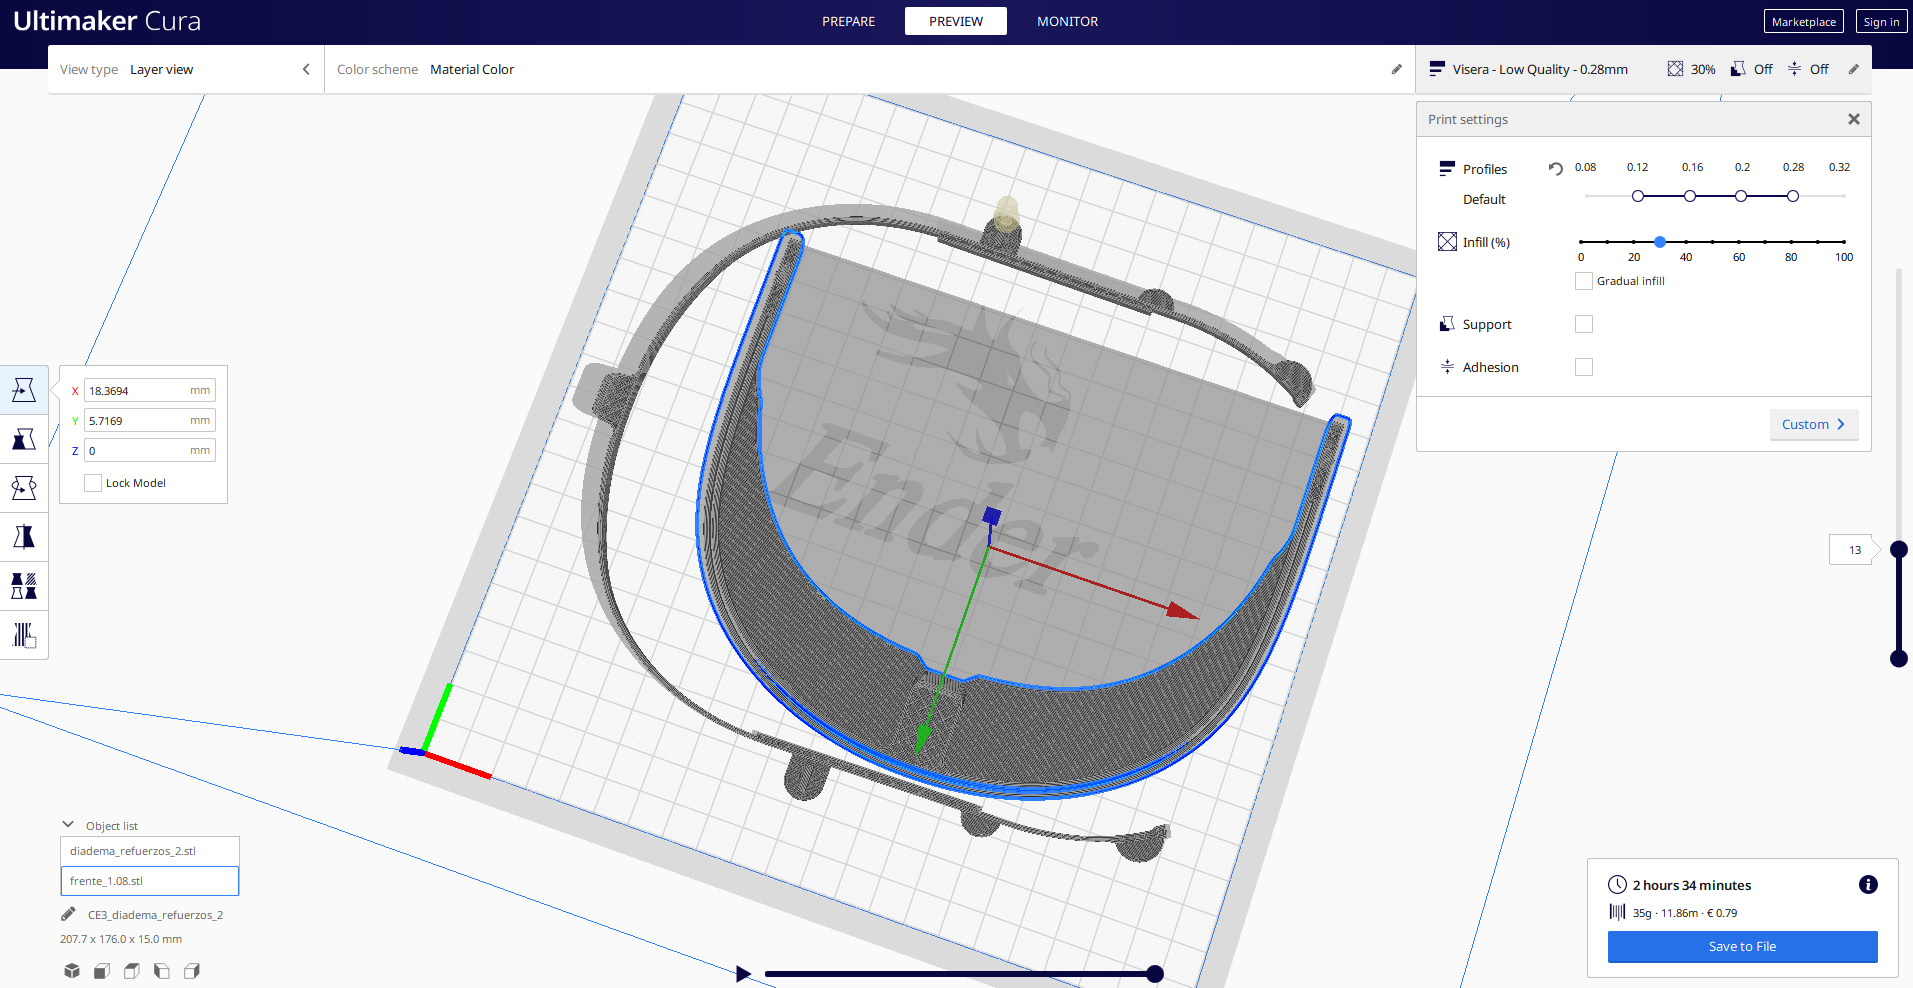 Ultimaker Cura
PREPARE PREVIEW MONITOR
Marketplace Sign in
View type Layer view
Color scheme Material Color
Visera - Low Quality - 0.28mm 30% Off Off
Print settings
Profiles 0.08 0.12 0.16 0.2 0.28 0.32
Default
Infill (%)
0 20 40 60 80 100
Gradual infill
Support
Adhesion
Custom
X 18.3694 mm
Y 5.7169 mm
Z 0 mm
Lock Model
Ender
13
Object list
diadema_refuerzos_2.stl
frente_1.08.stl
CE3_diadema_refuerzos_2
207.7 x 176.0 x 15.0 mm
2 hours 34 minutes
35g · 11.86m · € 0.79
Save to File